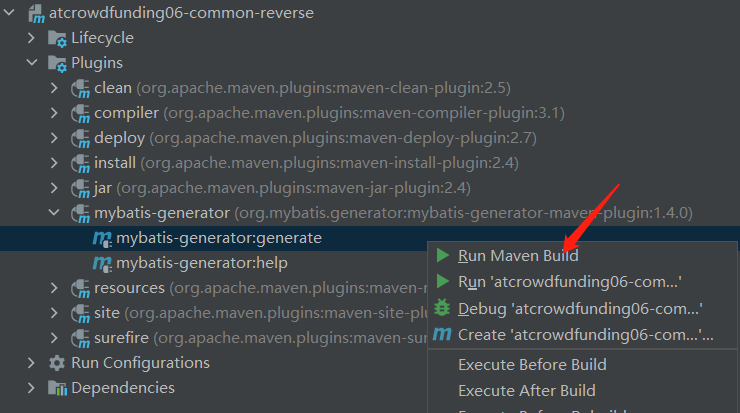 atcrowdfunding06-common-reverse
Lifecycle
Plugins
clean (org.apache.maven.plugins:maven-clean-plugin:2.5)
compiler (org.apache.maven.plugins:maven-compiler-plugin:3.1)
deploy (org.apache.maven.plugins:maven-deploy-plugin:2.7)
install (org.apache.maven.plugins:maven-install-plugin:2.4)
jar (org.apache.maven.plugins:maven-jar-plugin:2.4)
mybatis-generator (org.mybatis.generator:mybatis-generator-maven-plugin:1.4.0)
mybatis-generator:generate
mybatis-generator:help
resources (org.apache.maven.plugins:maven-r
site (org.apache.maven.plugins:maven-site-plu
surefire (org.apache.maven.plugins:maven-sur
Run Configurations
Dependencies
Run Maven Build
Run 'atcrowdfunding06-com...'
Debug 'atcrowdfunding06-com...'
Create 'atcrowdfunding06-com...'...
Execute Before Build
Execute After Build